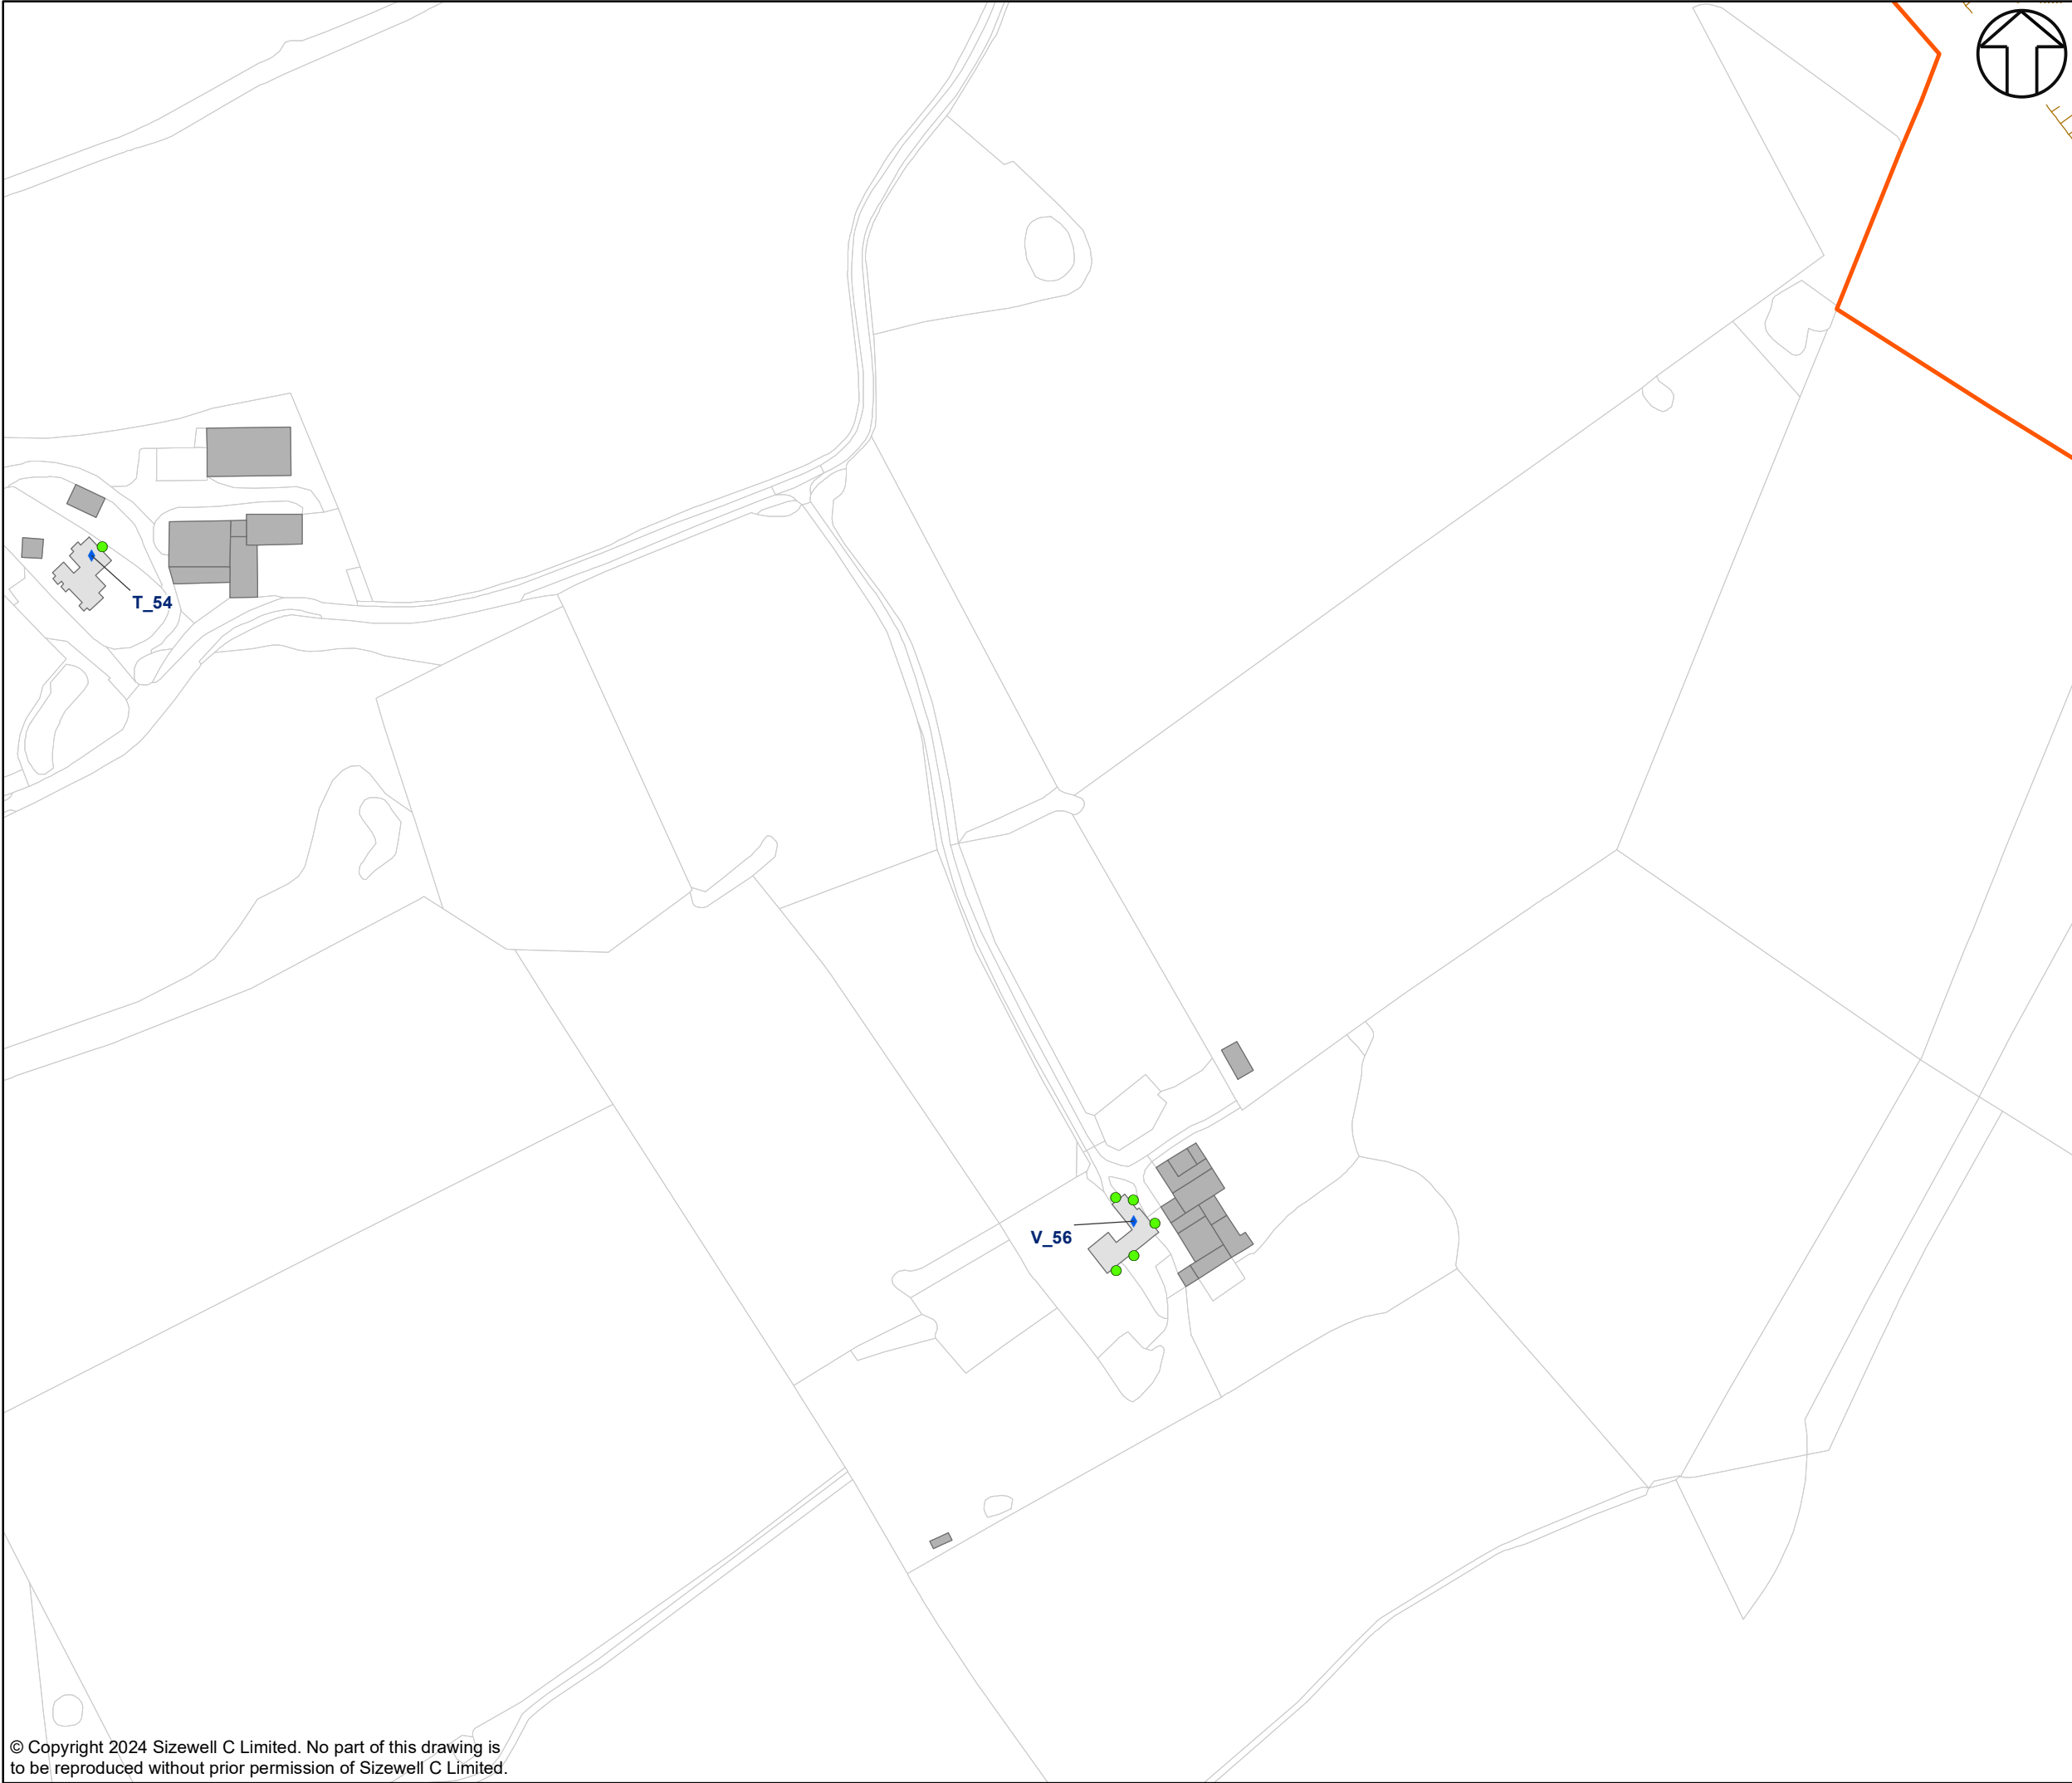 T_54
V_56
© Copyright 2024 Sizewell C Limited. No part of this drawing is
to be reproduced without prior permission of Sizewell C Limited.